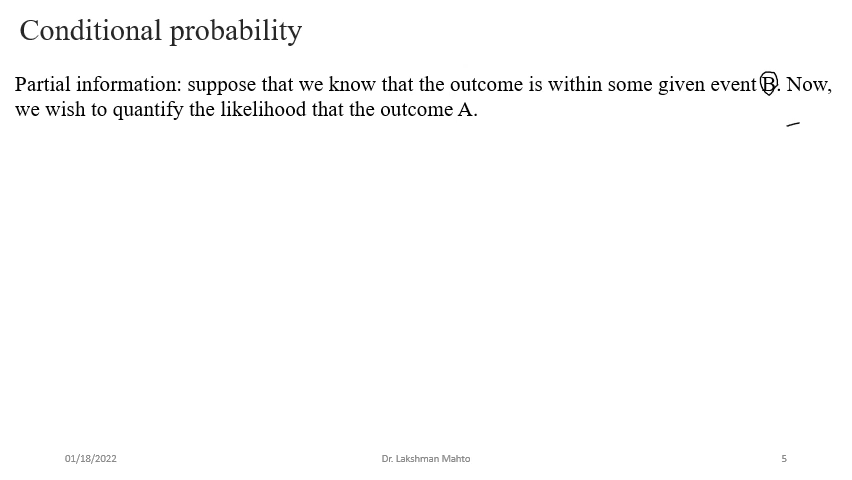 Conditional probability
Partial information: suppose that we know that the outcome is within some given event B. Now,
we wish to quantify the likelihood that the outcome A.
01/18/2022
Dr. Lakshman Mahto
5